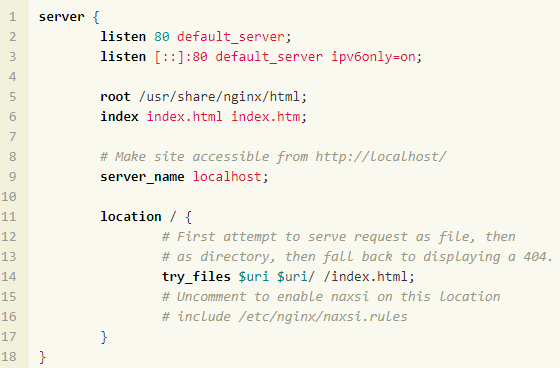 1 server {
2 listen 80 default_server;
3 listen [::]:80 default_server ipv6only=on;
4
5 root /usr/share/nginx/html;
6 index index.html index.htm;
7
8 # Make site accessible from http://localhost/
9 server_name localhost;
10
11 location / {
12 # First attempt to serve request as file, then
13 # as directory, then fall back to displaying a 404.
14 try_files $uri $uri/ /index.html;
15 # Uncomment to enable naxsi on this location
16 # include /etc/nginx/naxsi.rules
17 }
18 }